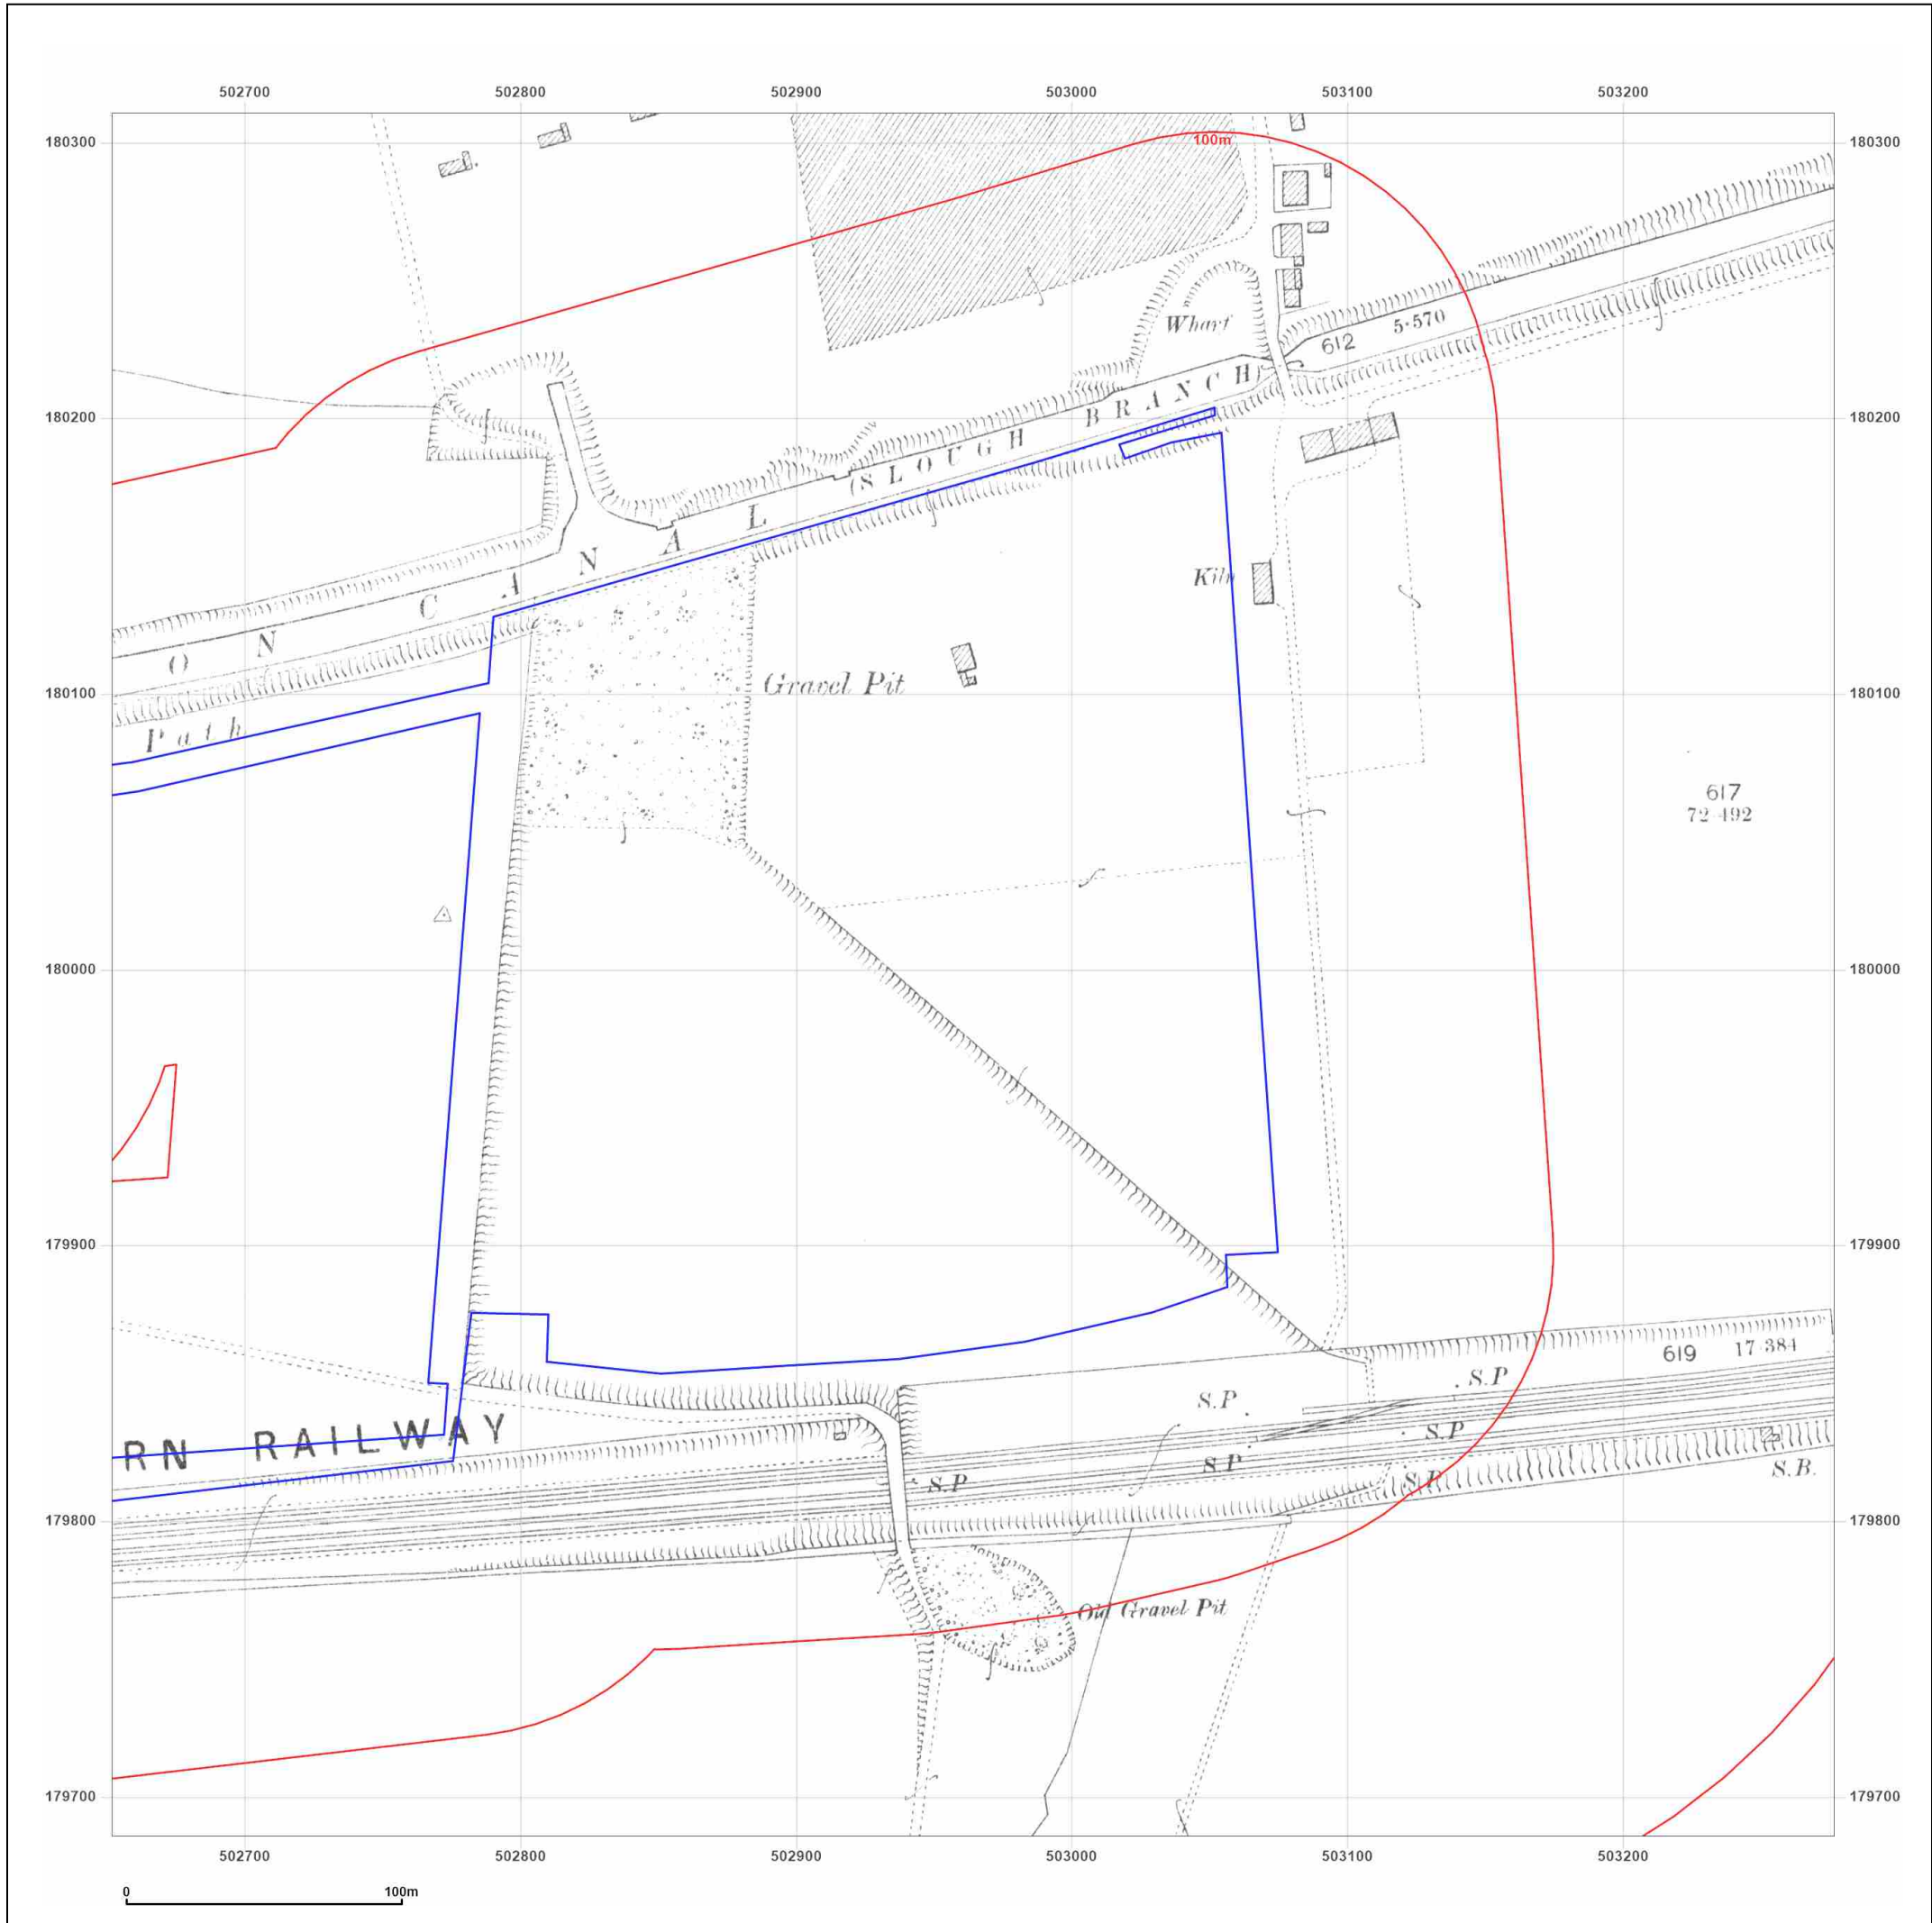 502700 502800 502900 503000 503100 503200
180300 180300
100m
Wharf
612 5·570
180200 180200
(SLOUGH BRANCH)
ON CANAL
Kiln
Gravel Pit
180100 180100
Path
617
72·492
180000 180000
179900 179900
619 17·384
S.P
S.P
RN RAILWAY
S.P
S.P
S.P
S.P
S.B.
179800 179800
Old Gravel Pit
179700 179700
502700 502800 502900 503000 503100 503200
0 100m